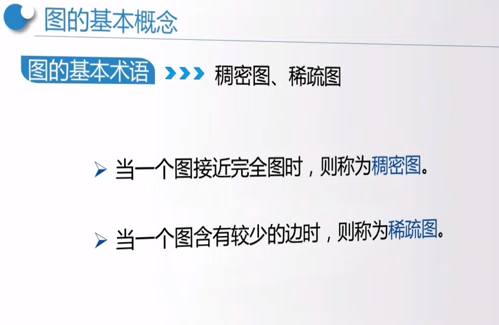 图的基本概念
图的基本术语 稠密图、稀疏图
当一个图接近完全图时，则称为稠密图。
当一个图含有较少的边时，则称为稀疏图。